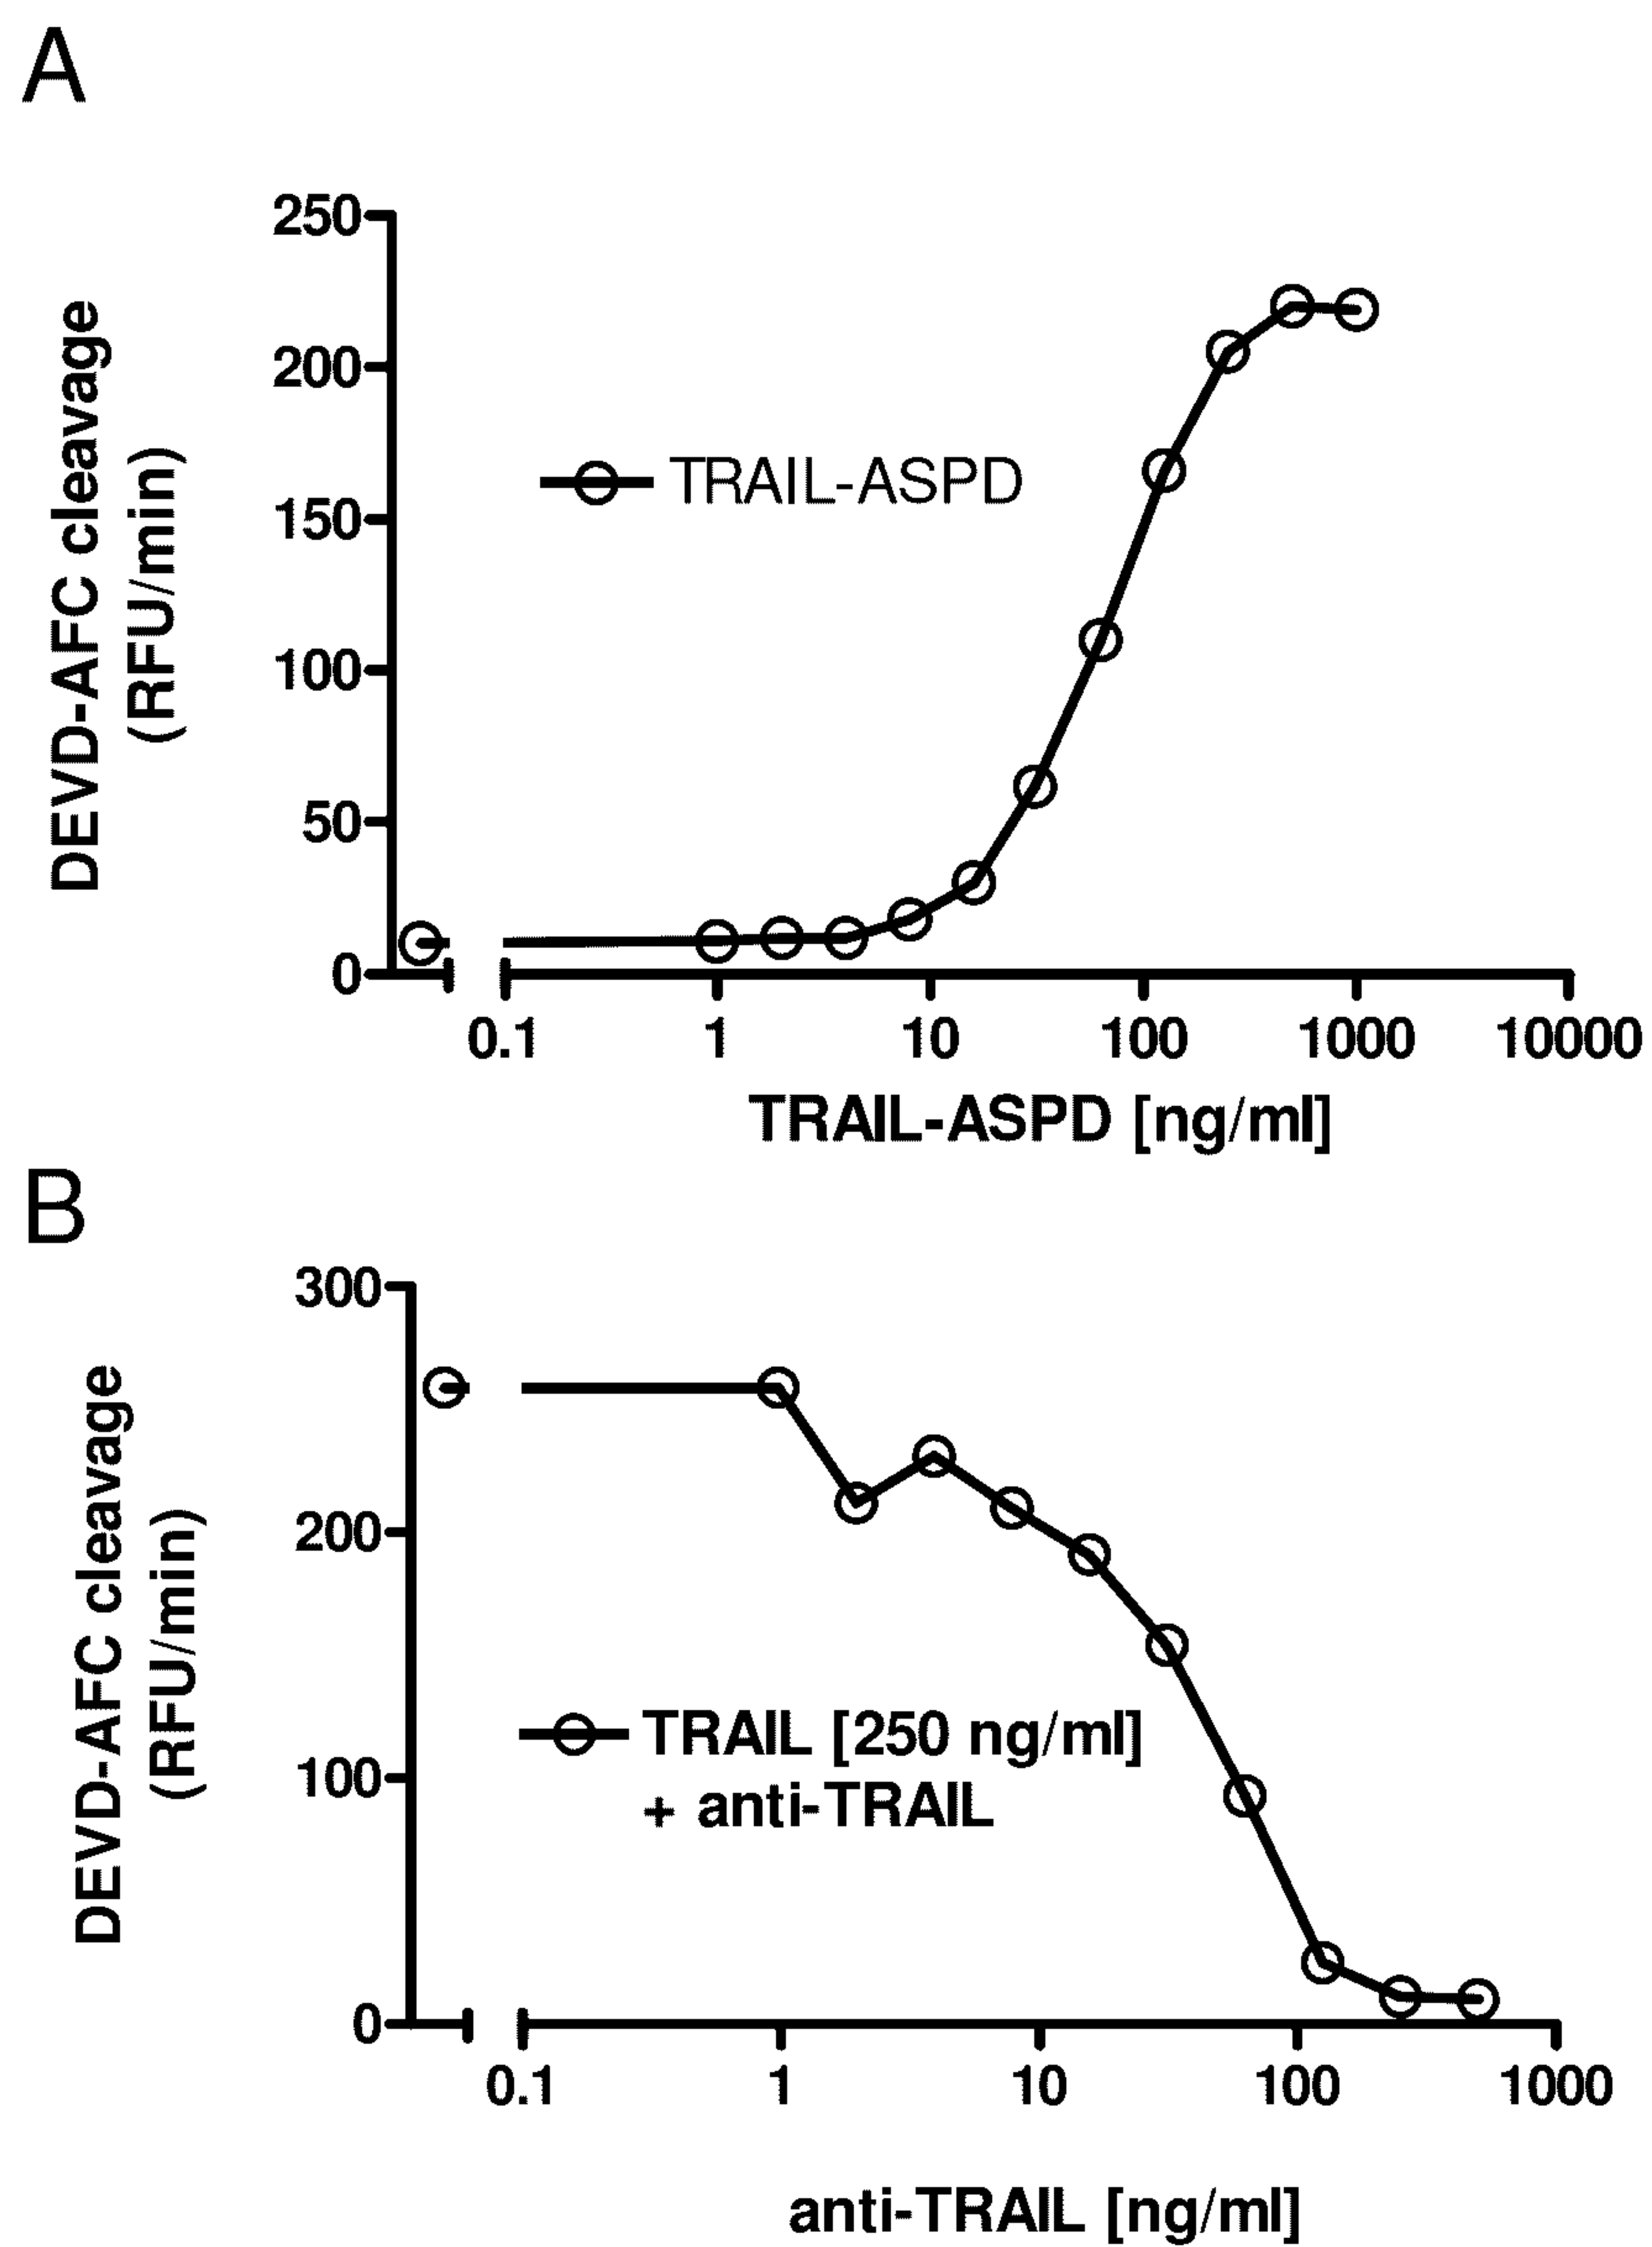 A
250
200
150
100
50
0
DEVD-AFC cleavage
(RFU/min)
TRAIL-ASPD
0.1 1 10 100 1000 10000
TRAIL-ASPD [ng/ml]
B
300
200
100
0
DEVD-AFC cleavage
(RFU/min)
TRAIL [250 ng/ml]
+ anti-TRAIL
0.1 1 10 100 1000
anti-TRAIL [ng/ml]